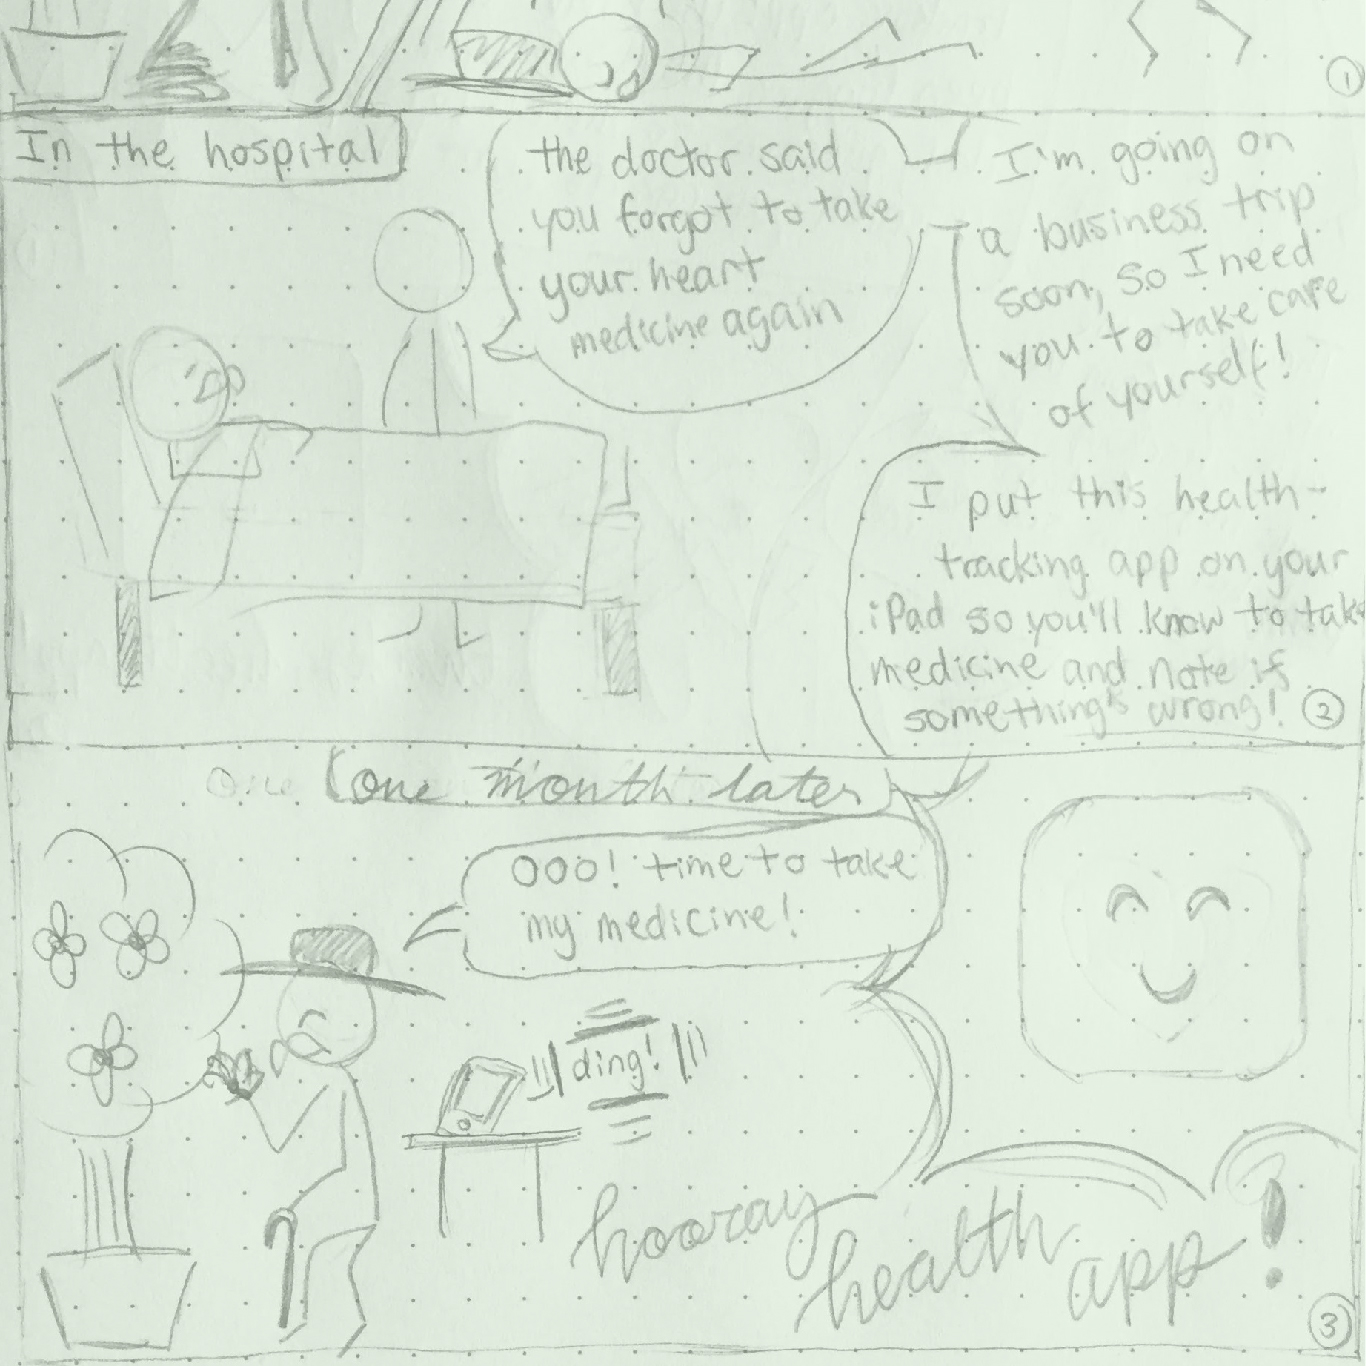 1
In the hospital
the doctor said
you forgot to take
your heart
medicine again
I'm going on
a business trip
soon, so I need
you to take care
of yourself!
I put this health-
tracking app on your
iPad so you'll know to take
medicine and note if
something's wrong!
2
one
one month later
OOO! time to take
my medicine!
ding!
hooray
health
app!
3